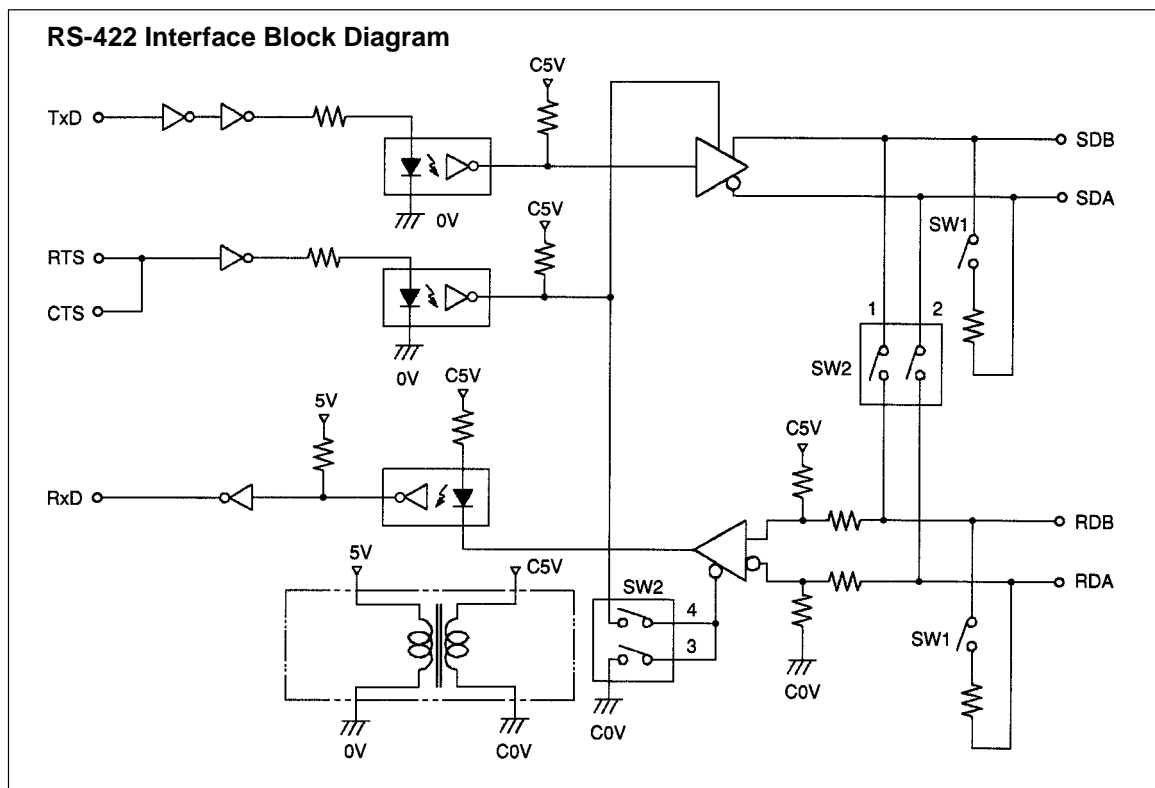 RS-422 Interface Block Diagram
C5V
TxD
SDB
0V
SDA
C5V
SW1
RTS
CTS
1 2
0V
SW2
C5V
5V
C5V
RxD
RDB
5V
C5V
RDA
SW2
4
SW1
3
C0V
0V
C0V
C0V